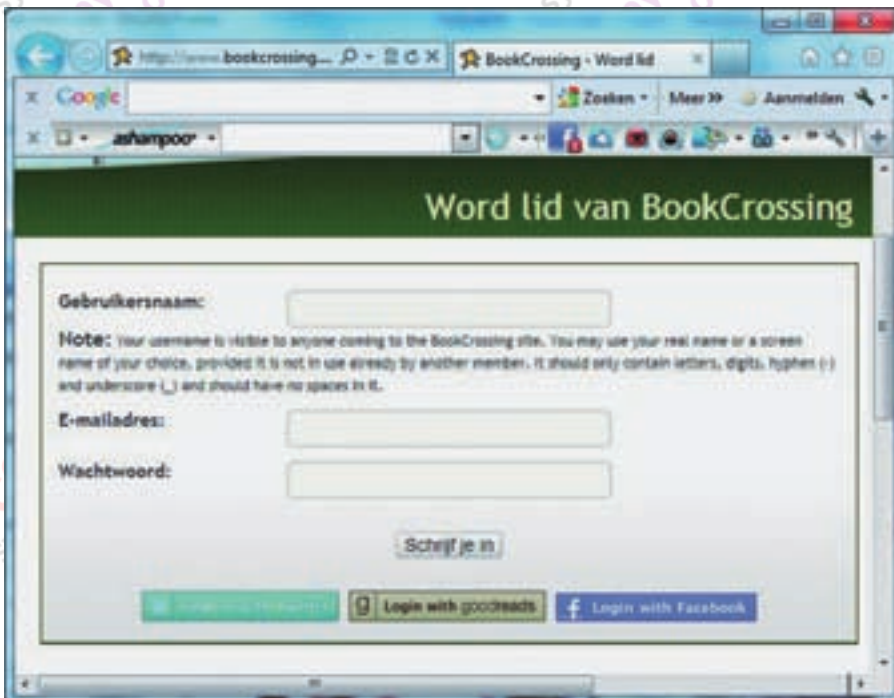 http://www.bookcrossing...
BookCrossing - Word lid
Google
Zoeken
Meer »
Aanmelden
ashampoo
Word lid van BookCrossing
Gebruikersnaam:
Note: Your username is visible to anyone coming to the BookCrossing site. You may use your real name or a screen
name of your choice, provided it is not in use already by another member. It should only contain letters, digits, hyphen (-)
and underscore (_) and should have no spaces in it.
E-mailadres:
Wachtwoord:
Schrijf je in
Login with goodreads
Login with Facebook